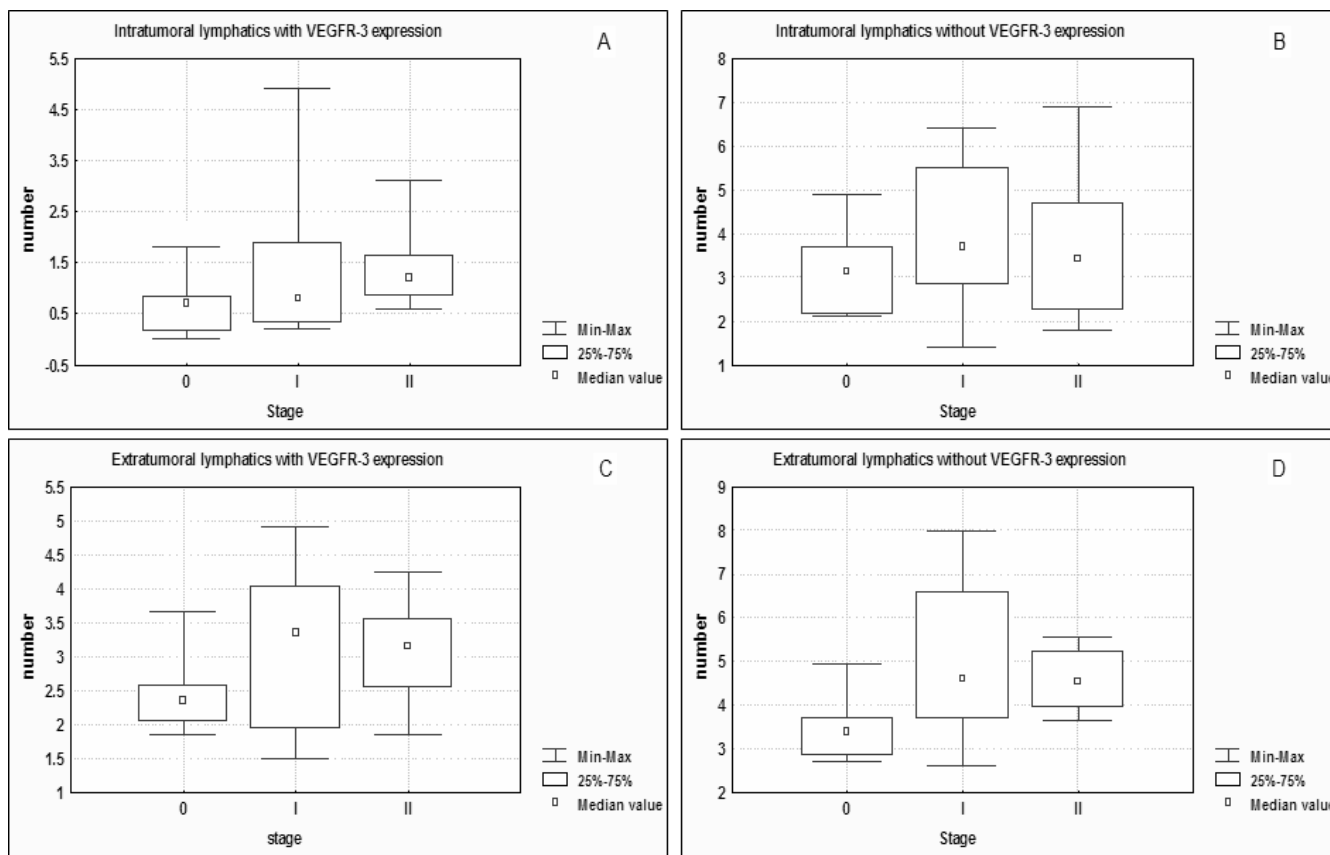 Intratumoral lymphatics with VEGFR-3 expression
A
number
5.5
4.5
3.5
2.5
1.5
0.5
-0.5
0 I II
Stage
Min-Max
25%-75%
Median value
Intratumoral lymphatics without VEGFR-3 expression
B
number
8
7
6
5
4
3
2
1
0 I II
Stage
Min-Max
25%-75%
Median value
Extratumoral lymphatics with VEGFR-3 expression
C
number
5.5
5
4.5
4
3.5
3
2.5
2
1.5
1
0 I II
stage
Min-Max
25%-75%
Median value
Extratumoral lymphatics without VEGFR-3 expression
D
number
9
8
7
6
5
4
3
2
0 I II
Stage
Min-Max
25%-75%
Median value